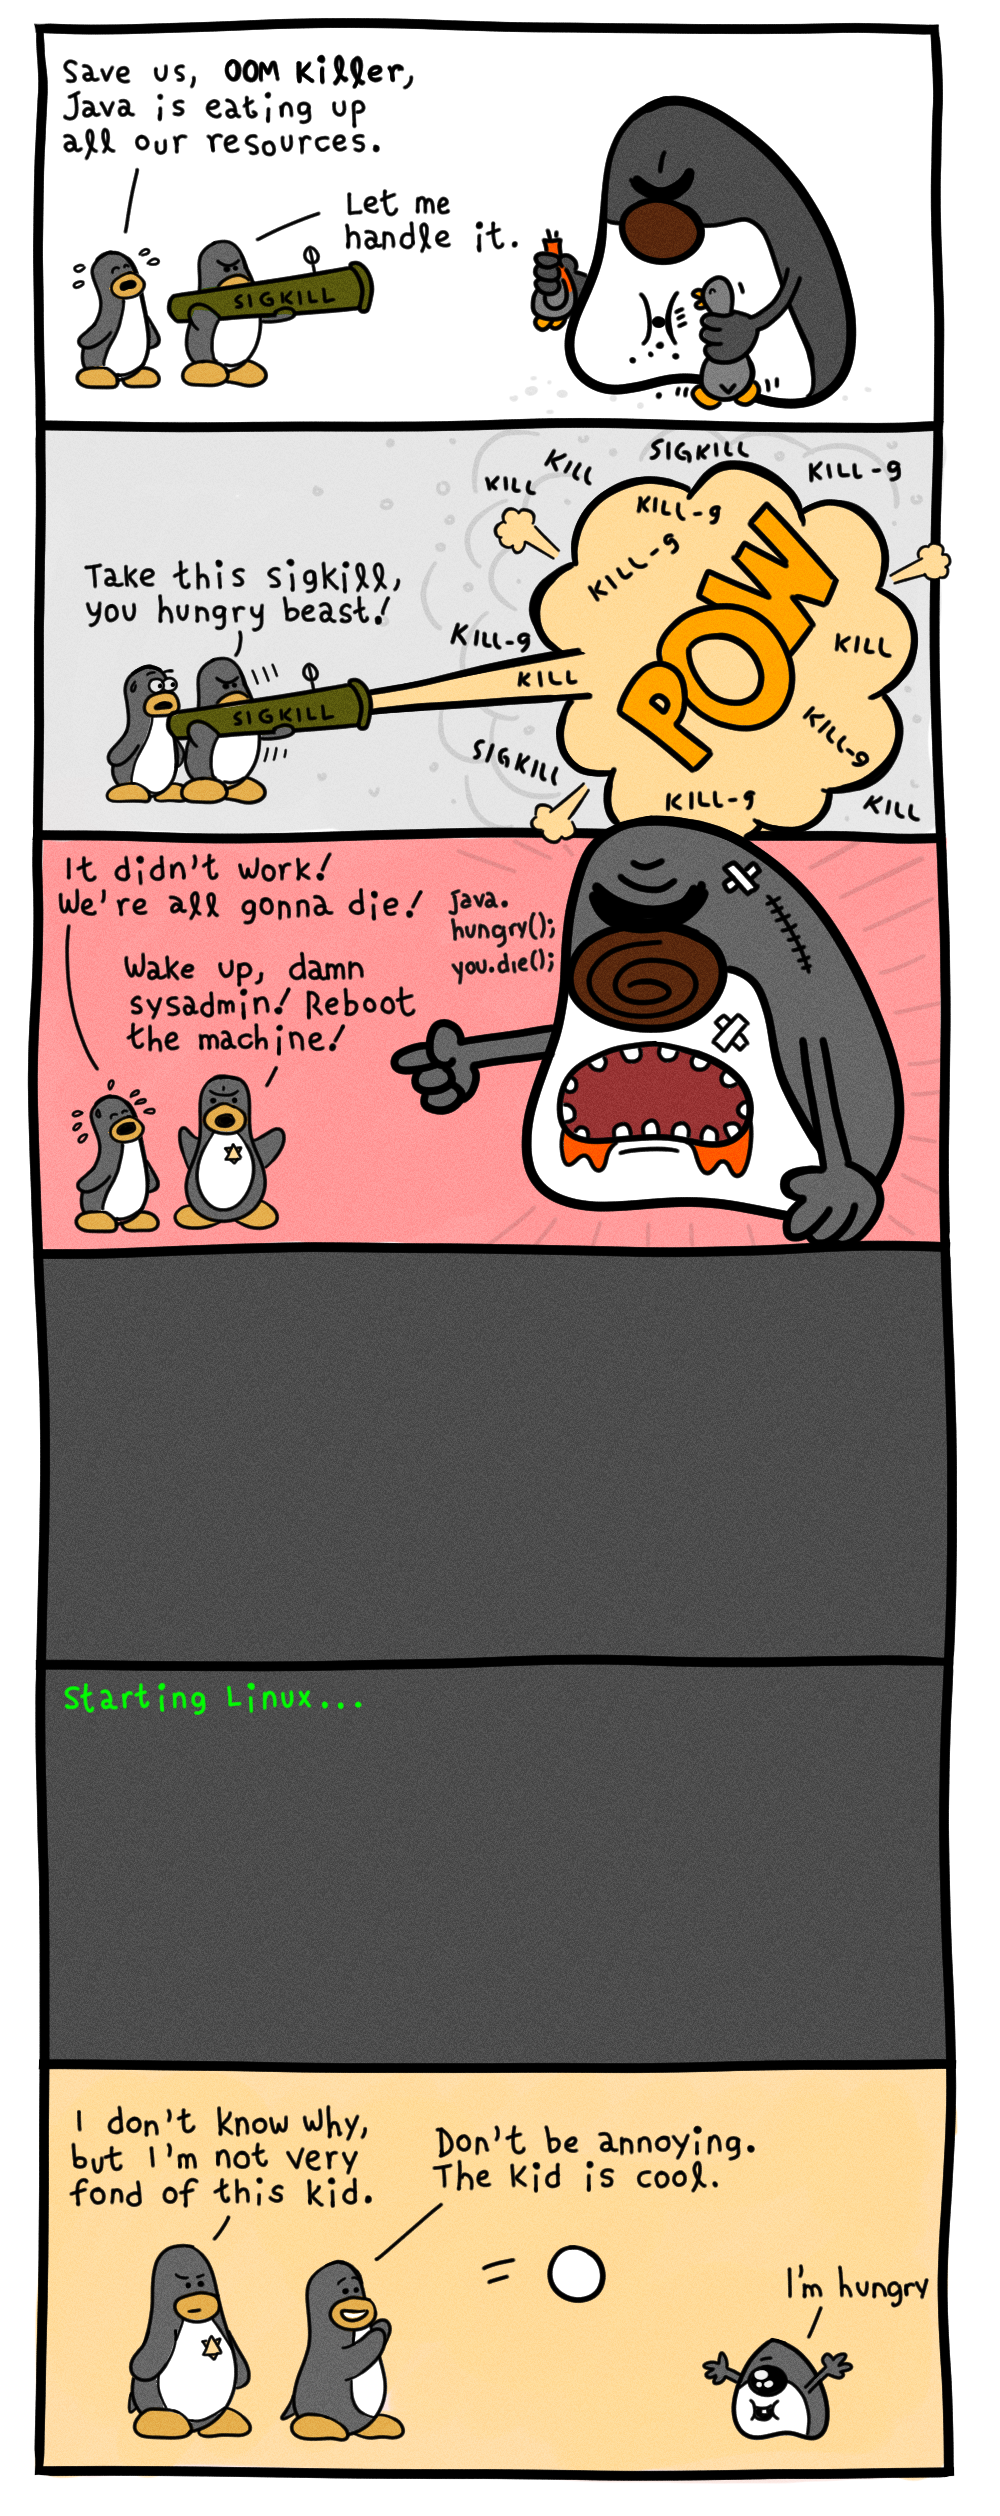 Save us, OOM Killer,
Java is eating up
all our resources.
Let me
handle it.
SIGKILL
KILL
KILL
SIGKILL
KILL-9
KILL-9
KILL-9
POW
Take this sigkill,
you hungry beast!
KILL-9
KILL
KILL
SIGKILL
KILL-9
SIGKILL
KILL-9
KILL
It didn't work!
We're all gonna die!
Java.
hungry();
you.die();
Wake up, damn
sysadmin! Reboot
the machine!
Starting Linux...
I don't know why,
but I'm not very
fond of this kid.
Don't be annoying.
The kid is cool.
I'm hungry